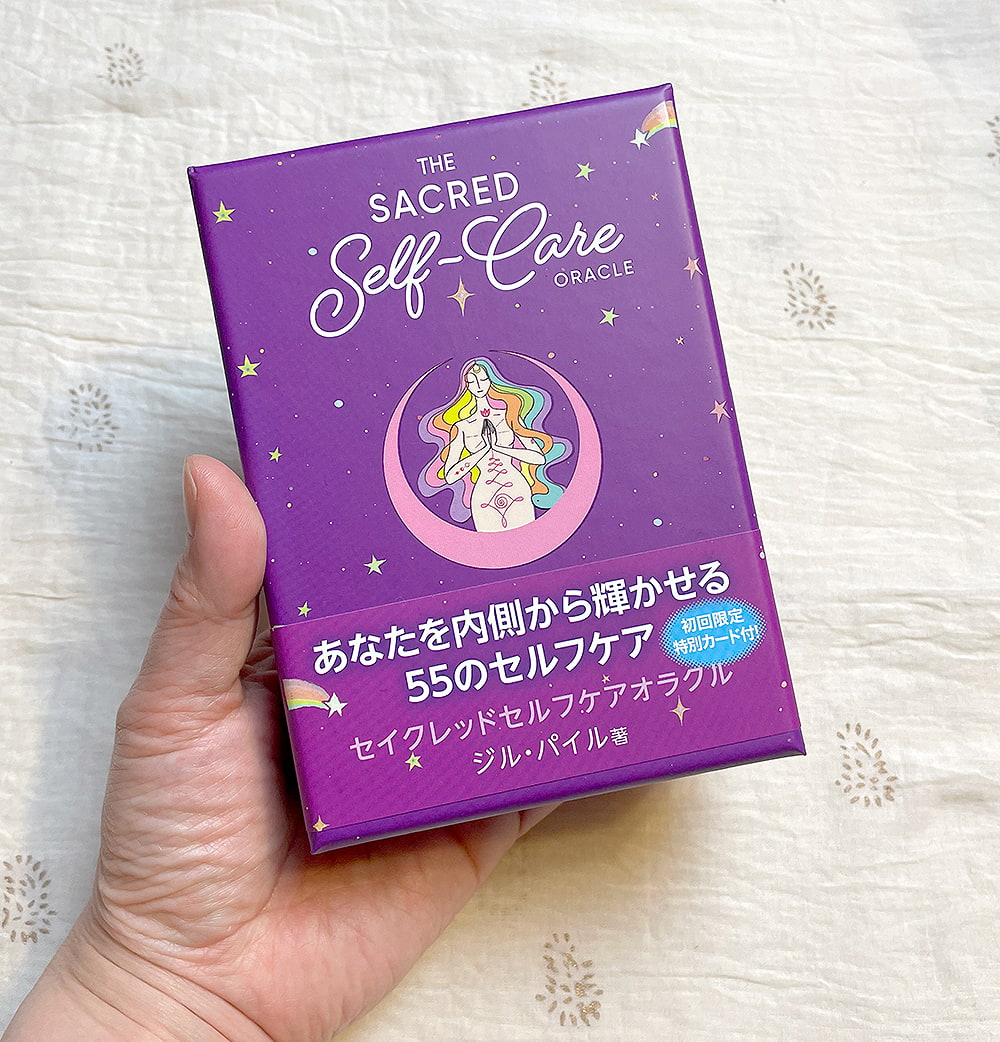 THE
SACRED
Self-Care
ORACLE
あなたを内側から輝かせる
55のセルフケア
初回限定
特別カード付!
セイクレッドセルフケアオラクル
ジル・パイル著